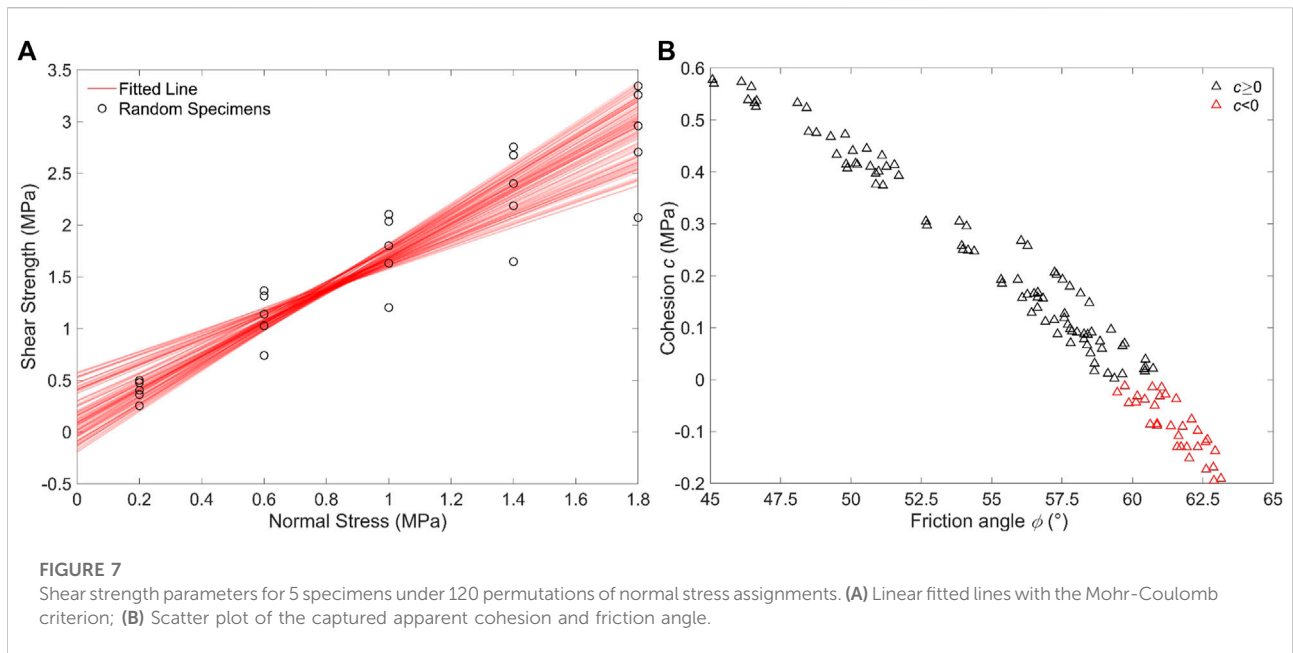 A
3.5
3
2.5
2
1.5
1
0.5
0
-0.5
Shear Strength (MPa)
Fitted Line
Random Specimens
0 0.2 0.4 0.6 0.8 1 1.2 1.4 1.6 1.8
Normal Stress (MPa)
B
0.6
0.5
0.4
0.3
0.2
0.1
0
-0.1
-0.2
Cohesion c (MPa)
c≥0
c<0
45 47.5 50 52.5 55 57.5 60 62.5 65
Friction angle ϕ (°)
FIGURE 7
Shear strength parameters for 5 specimens under 120 permutations of normal stress assignments. (A) Linear fitted lines with the Mohr-Coulomb
criterion; (B) Scatter plot of the captured apparent cohesion and friction angle.